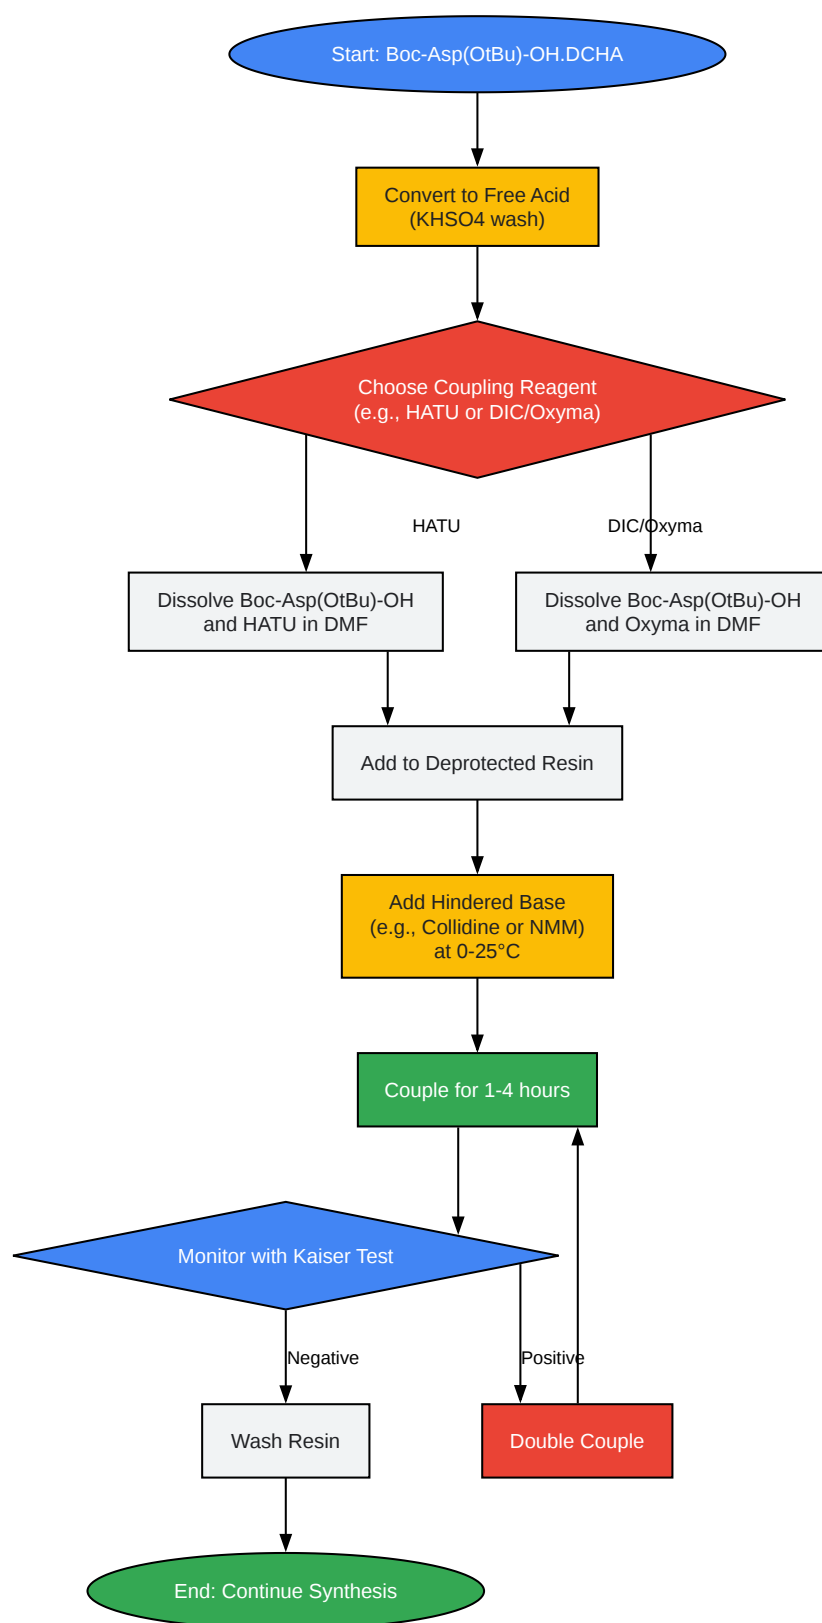 Start: Boc-Asp(OtBu)-OH.DCHA
Convert to Free Acid
(KHSO4 wash)
Choose Coupling Reagent
(e.g., HATU or DIC/Oxyma)
HATU
DIC/Oxyma
Dissolve Boc-Asp(OtBu)-OH
and HATU in DMF
Dissolve Boc-Asp(OtBu)-OH
and Oxyma in DMF
Add to Deprotected Resin
Add Hindered Base
(e.g., Collidine or NMM)
at 0-25°C
Couple for 1-4 hours
Monitor with Kaiser Test
Negative
Positive
Wash Resin
Double Couple
End: Continue Synthesis